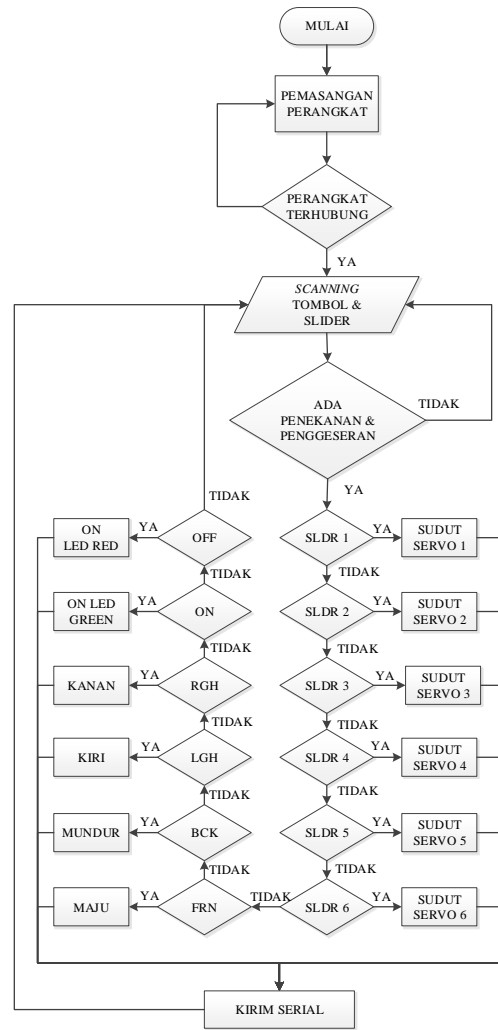 MULAI
PEMASANGAN
PERANGKAT
PERANGKAT
TERHUBUNG
YA
SCANNING
TOMBOL &
SLIDER
ADA
PENEKANAN &
PENGGESERAN
TIDAK
YA
SLDR 1
YA
SUDUT
SERVO 1
TIDAK
SLDR 2
YA
SUDUT
SERVO 2
TIDAK
SLDR 3
YA
SUDUT
SERVO 3
TIDAK
SLDR 4
YA
SUDUT
SERVO 4
TIDAK
SLDR 5
YA
SUDUT
SERVO 5
TIDAK
SLDR 6
YA
SUDUT
SERVO 6
TIDAK
FRN
YA
MAJU
TIDAK
BCK
YA
MUNDUR
TIDAK
LGH
YA
KIRI
TIDAK
RGH
YA
KANAN
TIDAK
ON
YA
ON LED
GREEN
TIDAK
OFF
YA
ON
LED RED
TIDAK
KIRIM SERIAL